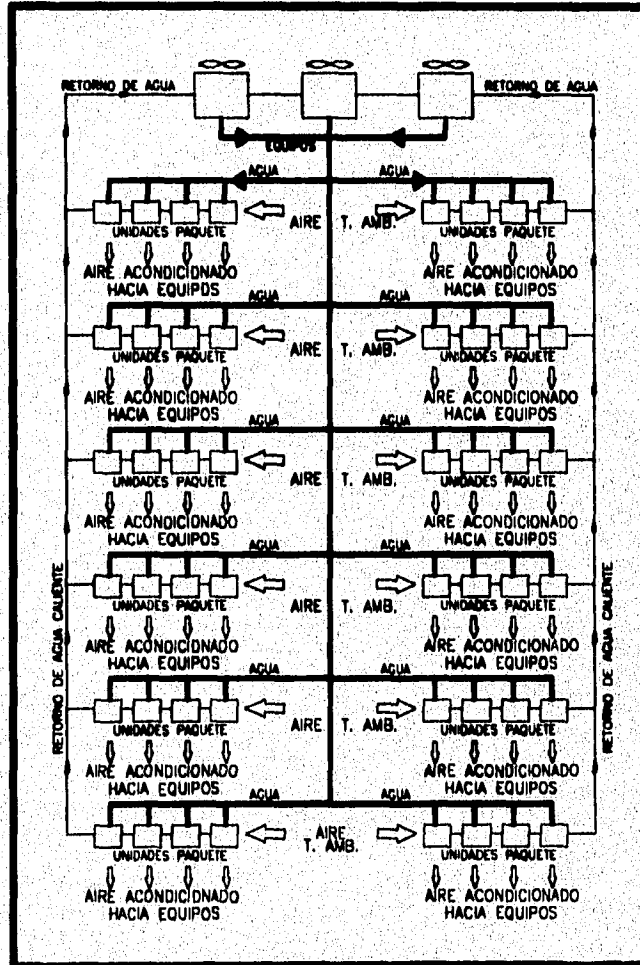 RETORNO DE AGUA RETORNO DE AGUA
EQUIPOS
AGUA AGUA
AIRE T. AMB.
UNIDADES PAQUETE UNIDADES PAQUETE
AIRE ACONDICIONADO AIRE ACONDICIONADO
HACIA EQUIPOS HACIA EQUIPOS
AGUA AGUA
AIRE T. AMB.
UNIDADES PAQUETE UNIDADES PAQUETE
AIRE ACONDICIONADO AIRE ACONDICIONADO
HACIA EQUIPOS HACIA EQUIPOS
AGUA AGUA
AIRE T. AMB.
UNIDADES PAQUETE UNIDADES PAQUETE
AIRE ACONDICIONADO AIRE ACONDICIONADO
HACIA EQUIPOS HACIA EQUIPOS
AGUA AGUA
AIRE T. AMB.
UNIDADES PAQUETE UNIDADES PAQUETE
AIRE ACONDICIONADO AIRE ACONDICIONADO
HACIA EQUIPOS HACIA EQUIPOS
AGUA AGUA
AIRE T. AMB.
UNIDADES PAQUETE UNIDADES PAQUETE
AIRE ACONDICIONADO AIRE ACONDICIONADO
HACIA EQUIPOS HACIA EQUIPOS
AGUA AGUA
AIRE
T. AMB.
UNIDADES PAQUETE UNIDADES PAQUETE
AIRE ACONDICIONADO AIRE ACONDICIONADO
HACIA EQUIPOS HACIA EQUIPOS
RETORNO DE AGUA CALIENTE
RETORNO DE AGUA CALIENTE